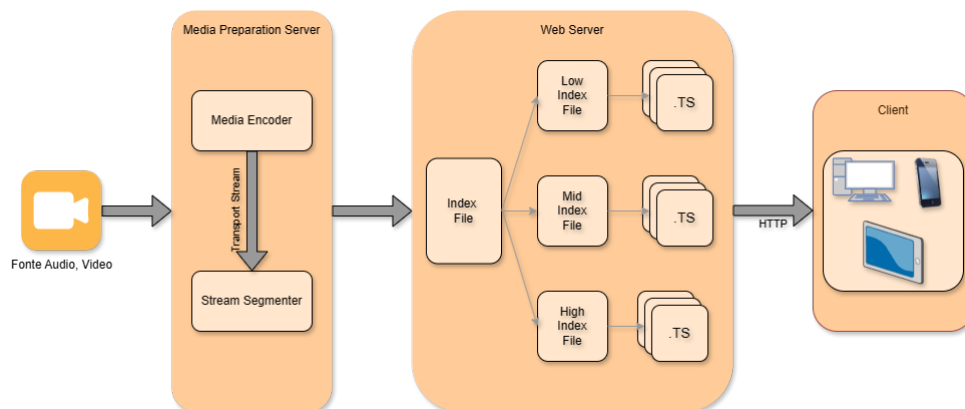 Media Preparation Server
Web Server
Media Encoder
Transport Stream
Stream Segmenter
Fonte Audio, Video
Index
File
Low
Index
File
.TS
Mid
Index
File
.TS
High
Index
File
.TS
HTTP
Client